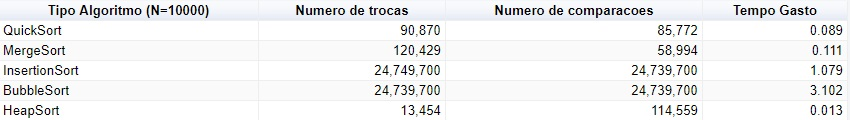 Tipo Algoritmo (N=10000) Numero de trocas Numero de comparacoes Tempo Gasto
QuickSort 90,870 85,772 0.089
MergeSort 120,429 58,994 0.111
InsertionSort 24,749,700 24,739,700 1.079
BubbleSort 24,739,700 24,739,700 3.102
HeapSort 13,454 114,559 0.013